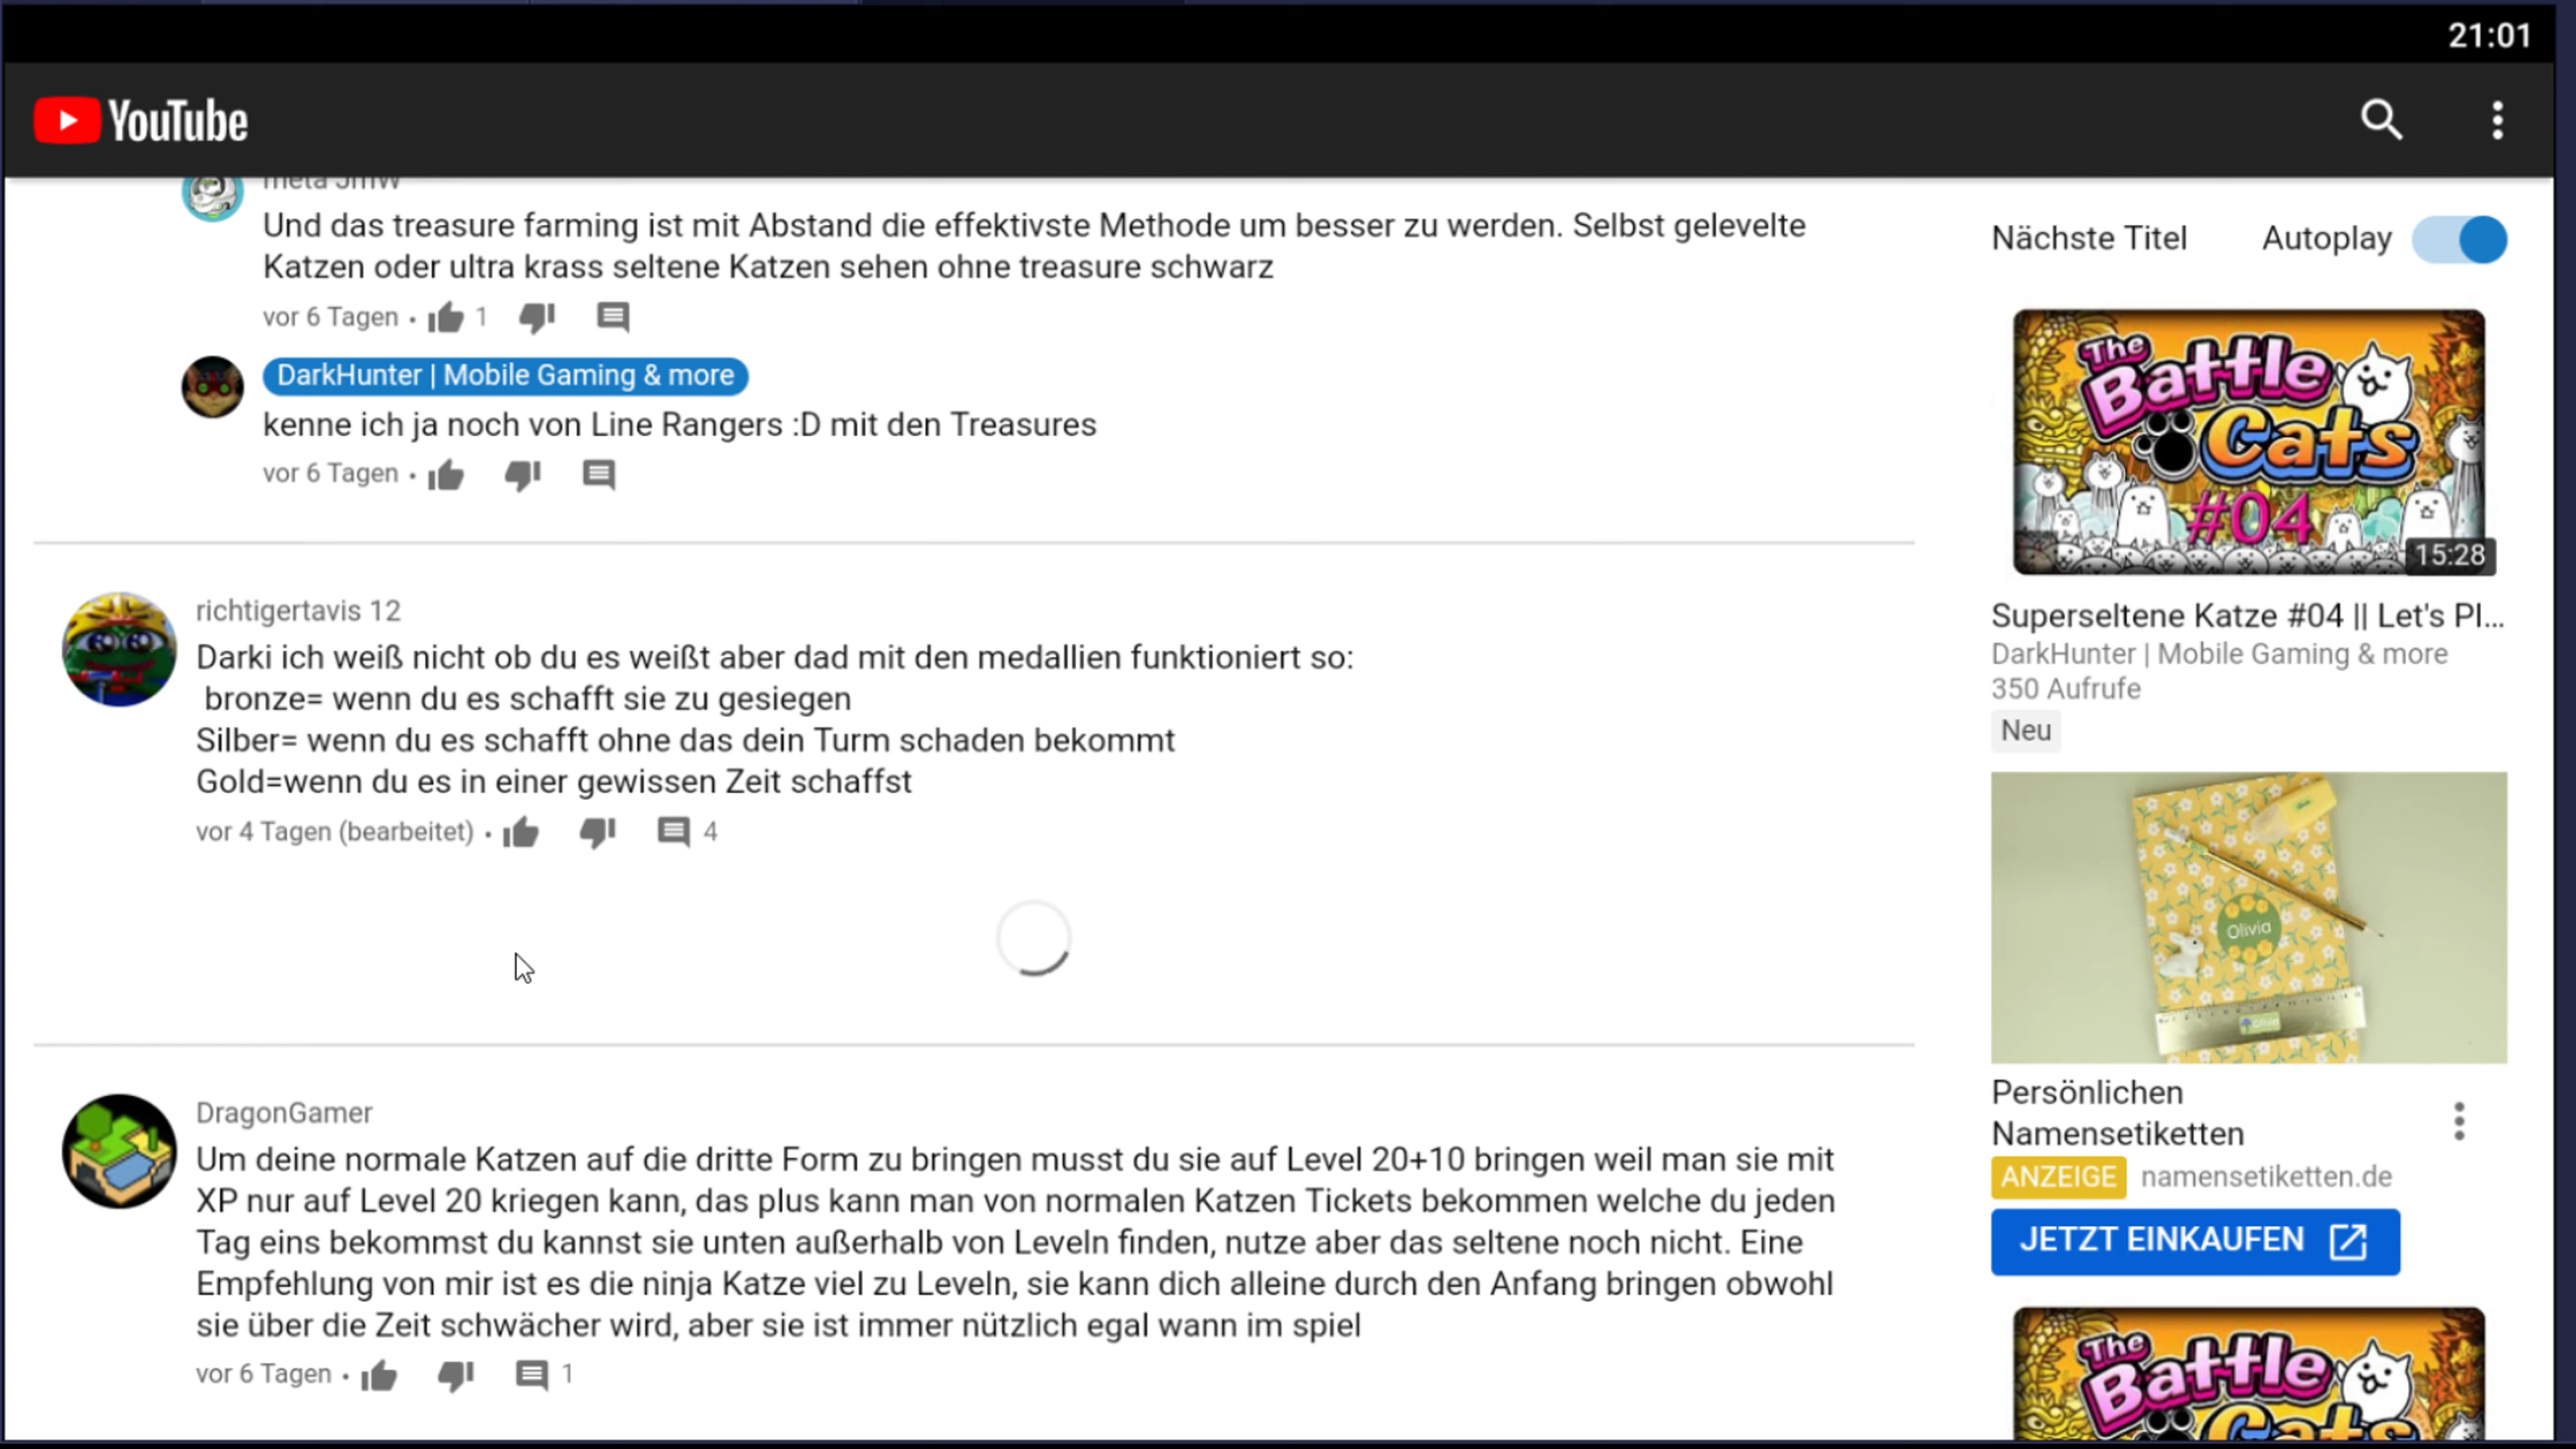 21:01
YouTube
meta JmW
Und das treasure farming ist mit Abstand die effektivste Methode um besser zu werden. Selbst gelevelte
Katzen oder ultra krass seltene Katzen sehen ohne treasure schwarz
vor 6 Tagen • 1
DarkHunter | Mobile Gaming & more
kenne ich ja noch von Line Rangers :D mit den Treasures
vor 6 Tagen •
richtigertavis 12
Darki ich weiß nicht ob du es weißt aber dad mit den medallien funktioniert so:
bronze= wenn du es schafft sie zu gesiegen
Silber= wenn du es schafft ohne das dein Turm schaden bekommt
Gold=wenn du es in einer gewissen Zeit schaffst
vor 4 Tagen (bearbeitet) • 4
DragonGamer
Um deine normale Katzen auf die dritte Form zu bringen musst du sie auf Level 20+10 bringen weil man sie mit
XP nur auf Level 20 kriegen kann, das plus kann man von normalen Katzen Tickets bekommen welche du jeden
Tag eins bekommst du kannst sie unten außerhalb von Leveln finden, nutze aber das seltene noch nicht. Eine
Empfehlung von mir ist es die ninja Katze viel zu Leveln, sie kann dich alleine durch den Anfang bringen obwohl
sie über die Zeit schwächer wird, aber sie ist immer nützlich egal wann im spiel
vor 6 Tagen • 1
Nächste Titel Autoplay
The
Battle
Cats
#04
15:28
Superseltene Katze #04 || Let's Pl...
DarkHunter | Mobile Gaming & more
350 Aufrufe
Neu
Olivia
Persönlichen
Namensetiketten
ANZEIGE namensetiketten.de
JETZT EINKAUFEN
The
Battle
Cats